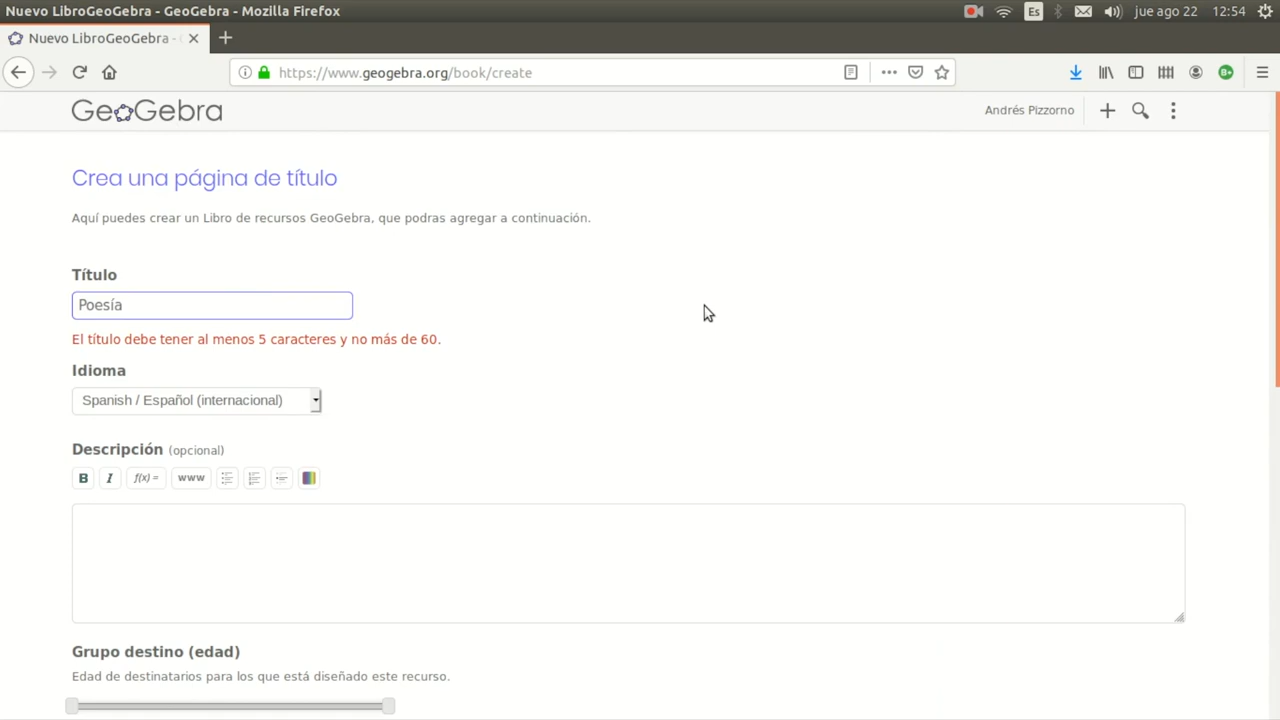 Nuevo LibroGeoGebra - GeoGebra - Mozilla Firefox
Es
jue ago 22
12:54
Nuevo LibroGeoGebra -
https://www.geogebra.org/book/create
GeoGebra
Andrés Pizzorno
Crea una página de título
Aquí puedes crear un Libro de recursos GeoGebra, que podras agregar a continuación.
Título
Poesía
El título debe tener al menos 5 caracteres y no más de 60.
Idioma
Spanish / Español (internacional)
Descripción (opcional)
B I f(x) = www
Grupo destino (edad)
Edad de destinatarios para los que está diseñado este recurso.